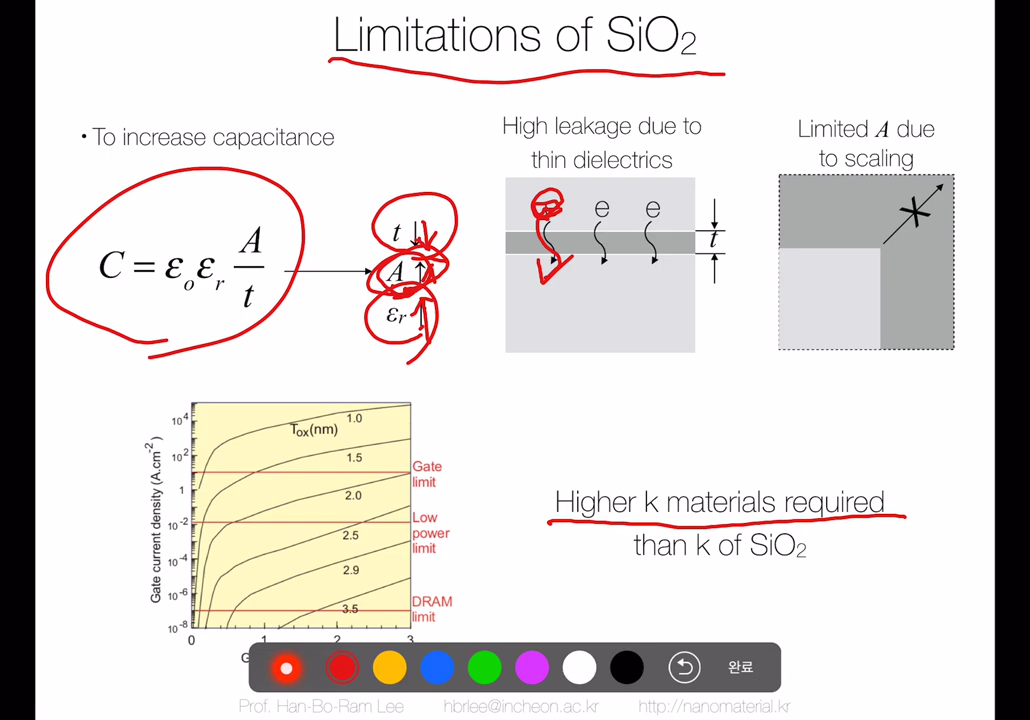 Limitations of SiO₂
• To increase capacitance
C = εₒεᵣ A/t
t ↓
A ↑
εᵣ ↑
High leakage due to
thin dielectrics
e e e
t
Limited A due
to scaling
Gate current density (A.cm⁻²)
10⁴
10²
1
10⁻²
10⁻⁴
10⁻⁶
10⁻⁸
0 1 2 3
Tox(nm)
1.0
1.5
2.0
2.5
2.9
3.5
Gate
limit
Low
power
limit
DRAM
limit
Higher k materials required
than k of SiO₂
완료
Prof. Han-Bo-Ram Lee hbrlee@incheon.ac.kr http://nanomaterial.kr